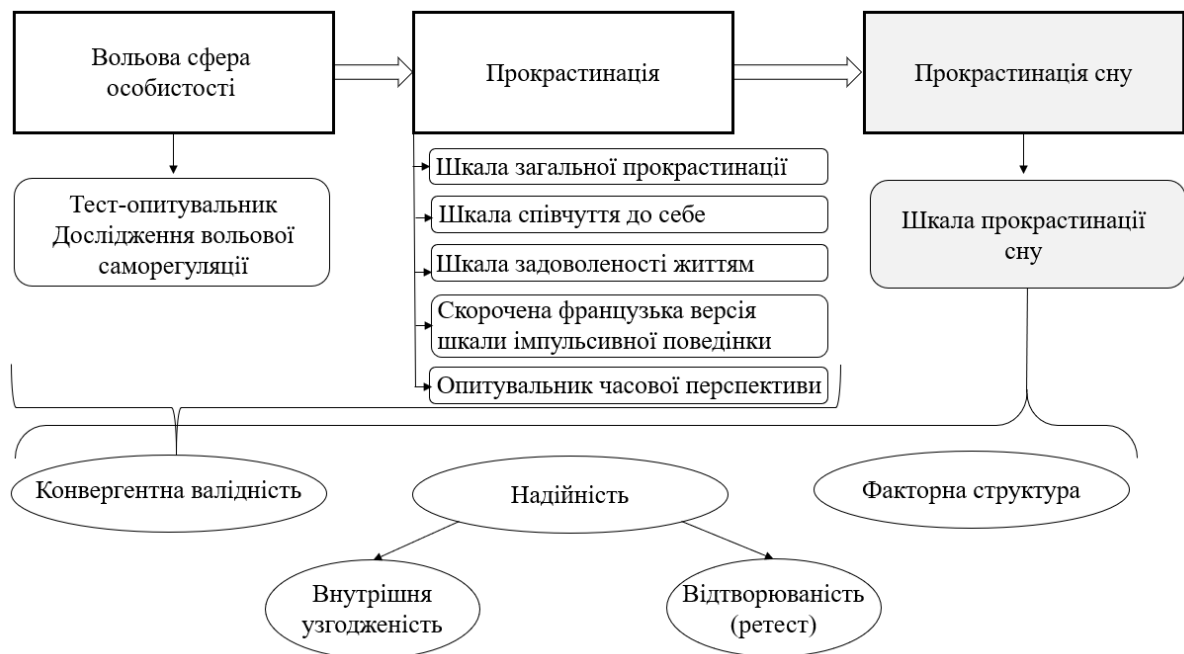 Вольова сфера
особистості
Прокрастинація
Прокрастинація сну
Тест-опитувальник
Дослідження вольової
саморегуляції
Шкала загальної прокрастинації
Шкала співчуття до себе
Шкала задоволеності життям
Скорочена французька версія
шкали імпульсивної поведінки
Опитувальник часової перспективи
Шкала прокрастинації
сну
Конвергентна валідність
Надійність
Факторна структура
Внутрішня
узгодженість
Відтворюваність
(ретест)